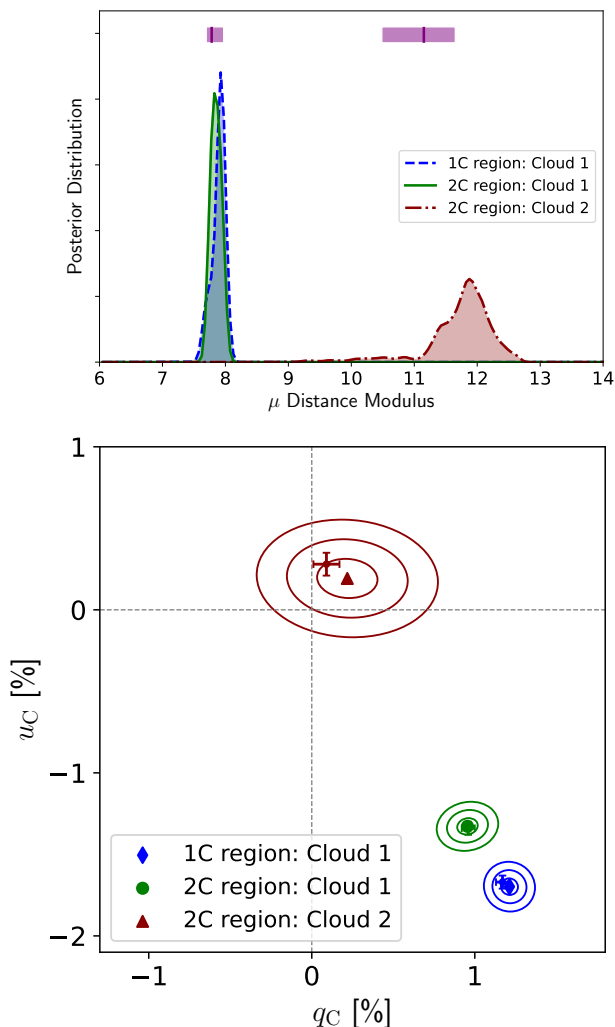 Posterior Distribution
1C region: Cloud 1
2C region: Cloud 1
2C region: Cloud 2
6 7 8 9 10 11 12 13 14
μ Distance Modulus
1
0
−1
−2
u_C [%]
1C region: Cloud 1
2C region: Cloud 1
2C region: Cloud 2
−1 0 1
q_C [%]